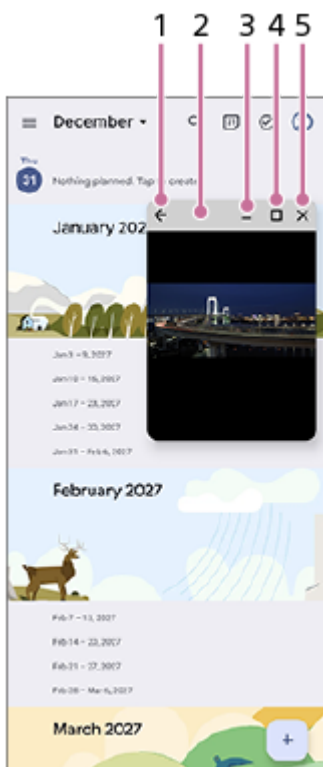 1 2 3 4 5
December
Thu
31 Nothing planned. Tap to create
January 202
Jan 3 – 9, 2027
Jan 10 – 16, 2027
Jan 17 – 23, 2027
Jan 24 – 30, 2027
Jan 31 – Feb 6, 2027
February 2027
Feb 7 – 13, 2027
Feb 14 – 20, 2027
Feb 21 – 27, 2027
Feb 28 – Mar 6, 2027
March 2027